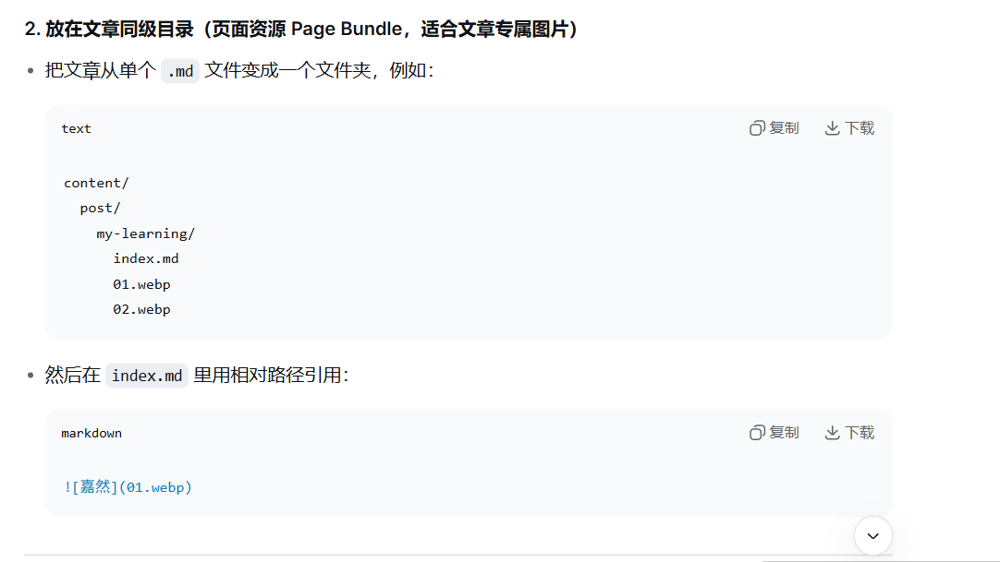 2. 放在文章同级目录（页面资源 Page Bundle，适合文章专属图片）
• 把文章从单个 .md 文件变成一个文件夹，例如：
text 复制 下载
content/
  post/
    my-learning/
      index.md
      01.webp
      02.webp
• 然后在 index.md 里用相对路径引用：
markdown 复制 下载
![嘉然](01.webp)